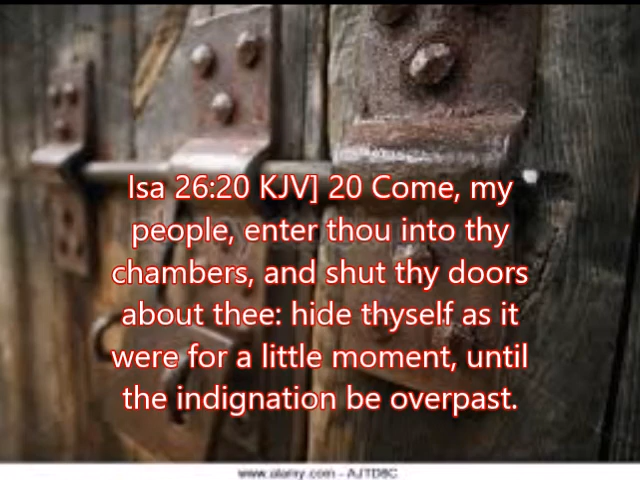 Isa 26:20 KJV] 20 Come, my
people, enter thou into thy
chambers, and shut thy doors
about thee: hide thyself as it
were for a little moment, until
the indignation be overpast.
www.alamy.com - AJTD8C